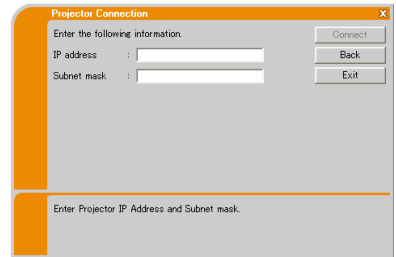 Projector Connection X
Enter the following information. Connect
IP address : Back
Subnet mask : Exit
Enter Projector IP Address and Subnet mask.